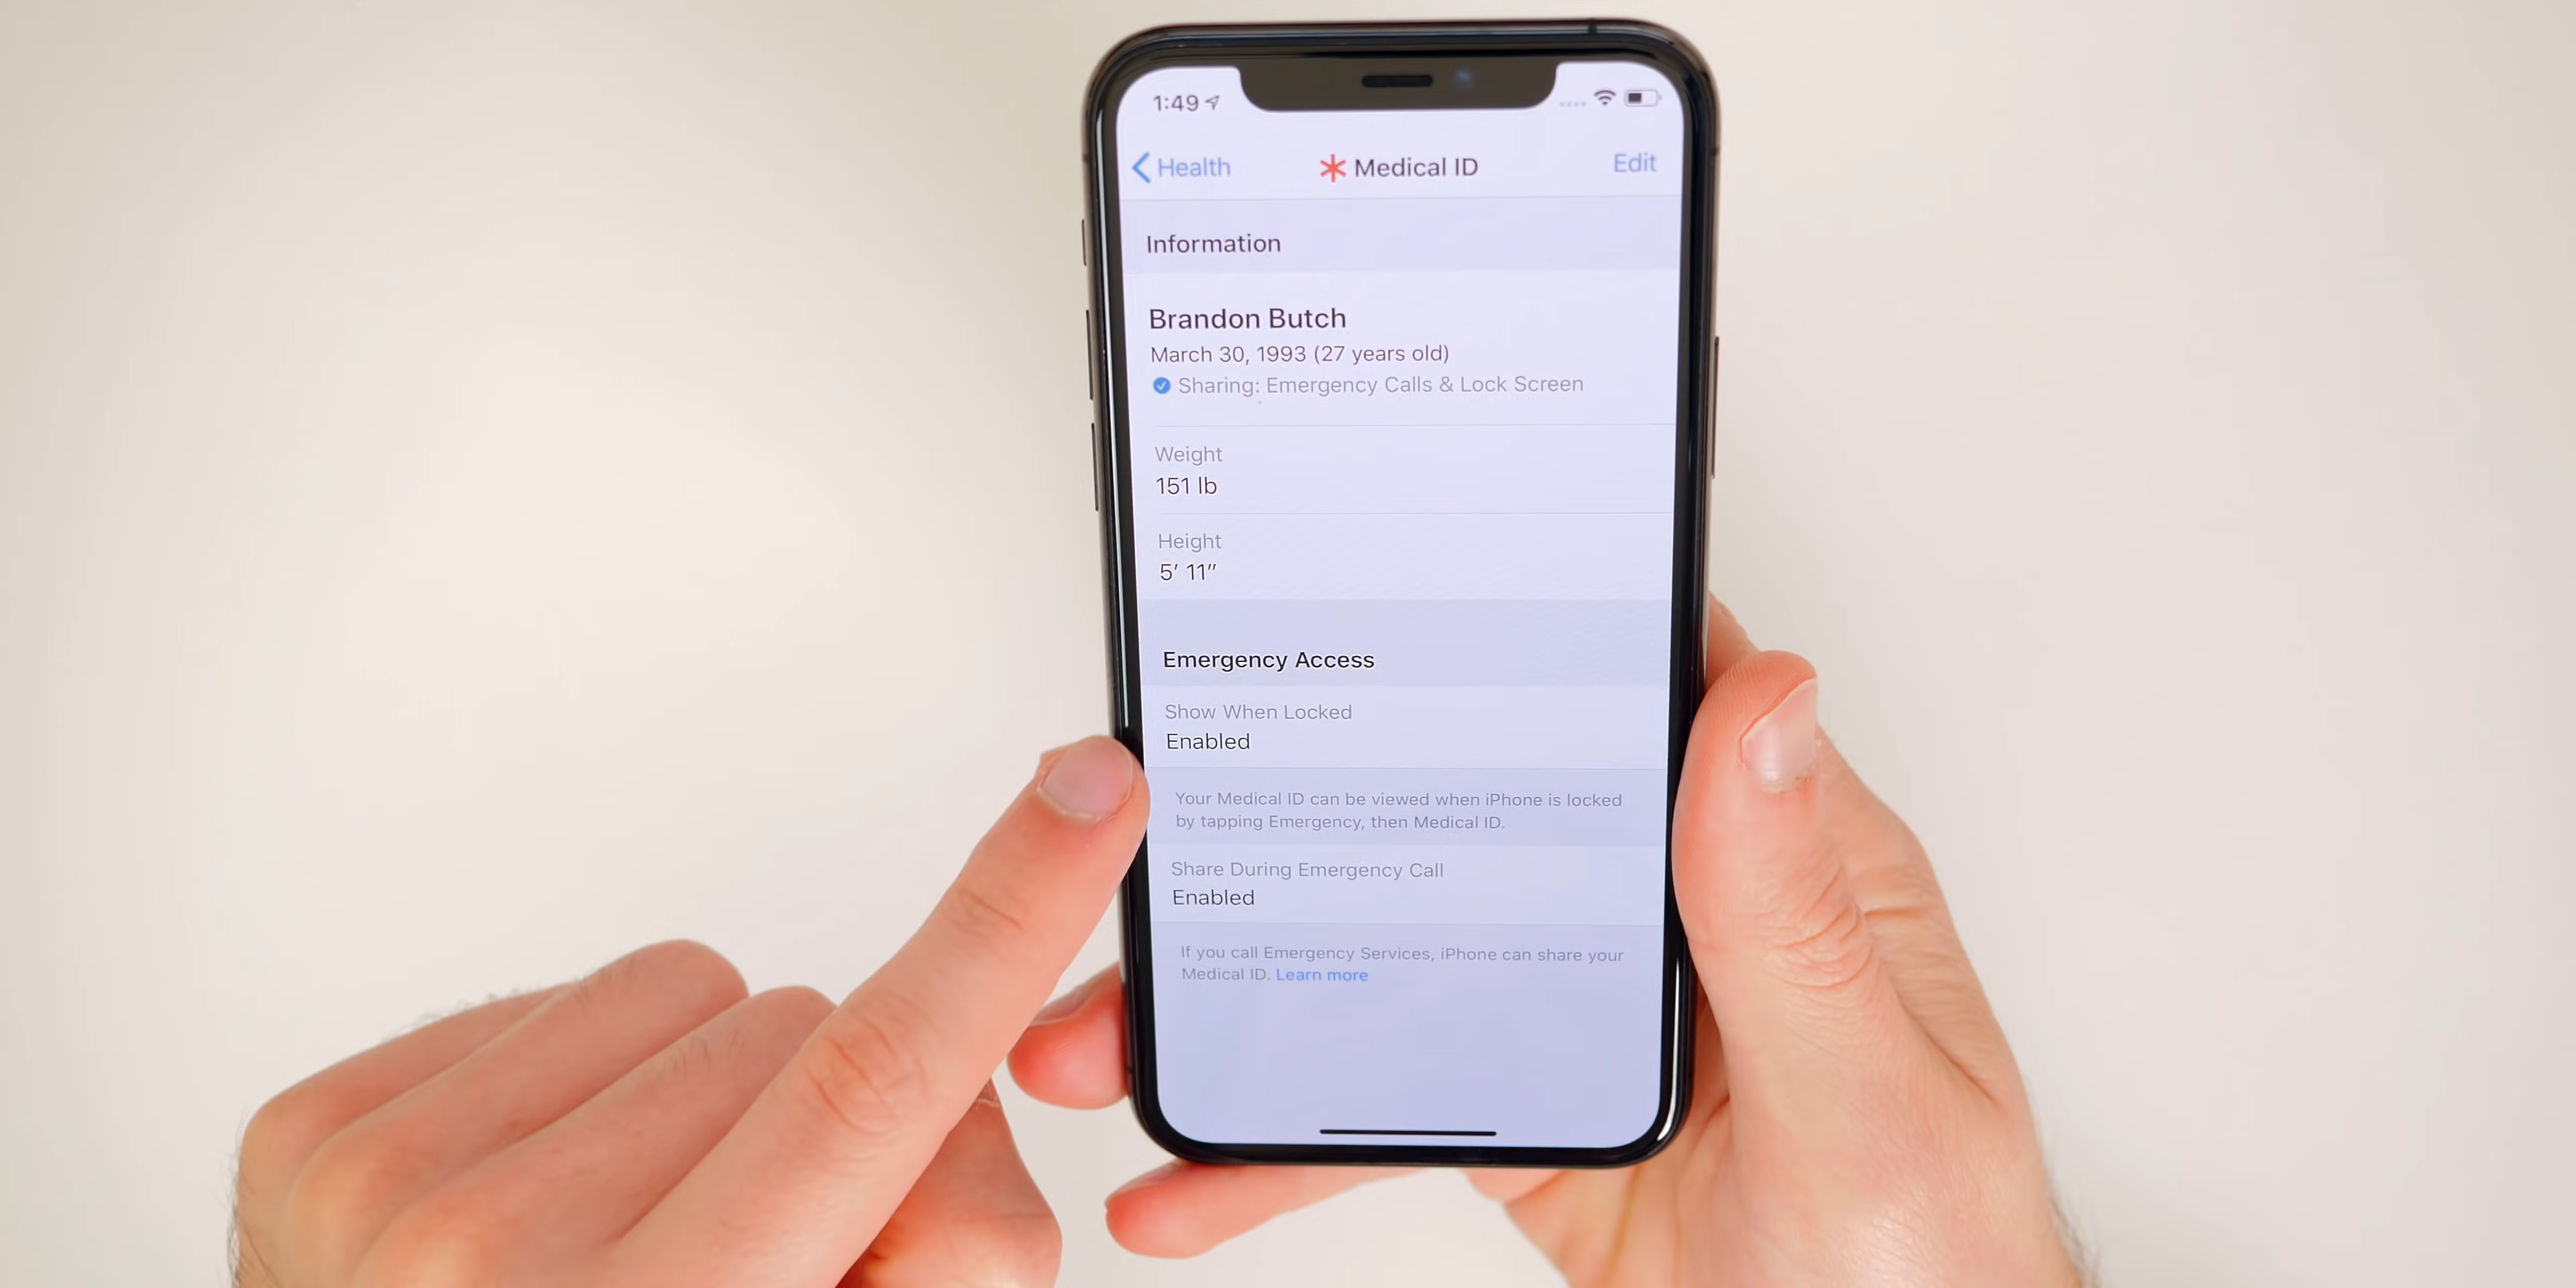 1:49
Health
Medical ID
Edit
Information
Brandon Butch
March 30, 1993 (27 years old)
Sharing: Emergency Calls & Lock Screen
Weight
151 lb
Height
5′ 11″
Emergency Access
Show When Locked
Enabled
Your Medical ID can be viewed when iPhone is locked
by tapping Emergency, then Medical ID.
Share During Emergency Call
Enabled
If you call Emergency Services, iPhone can share your
Medical ID. Learn more